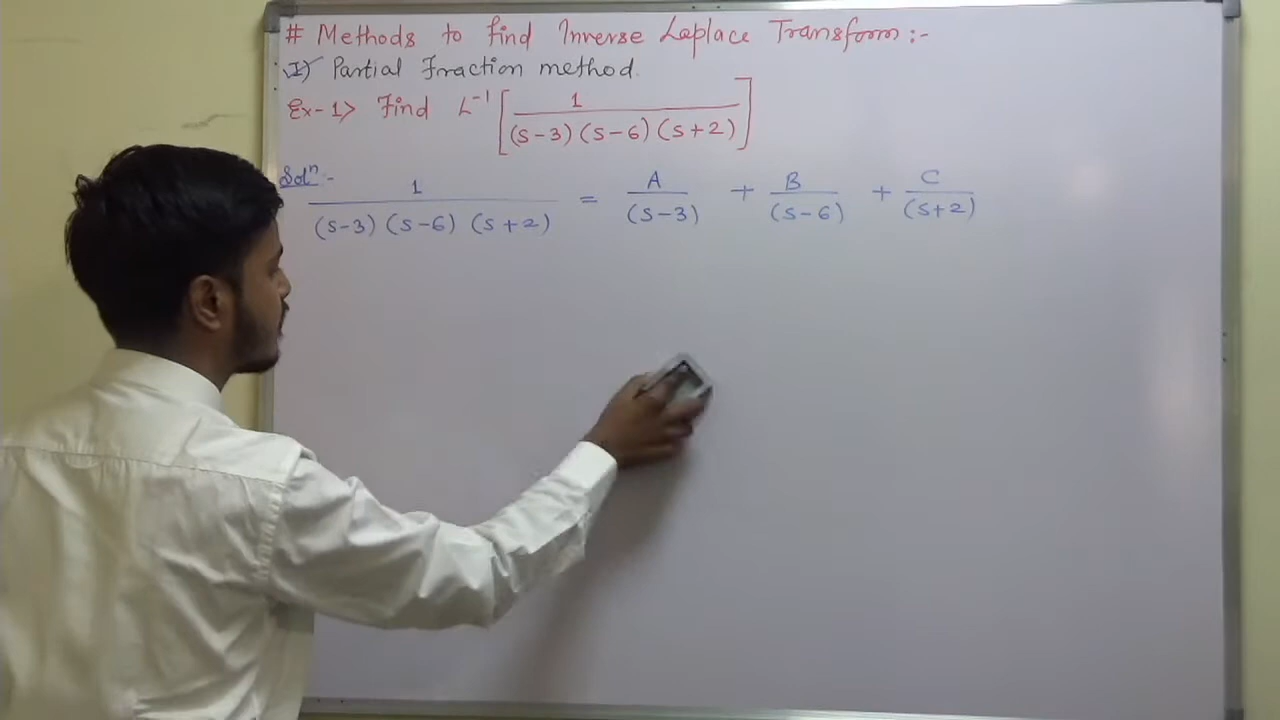 # Methods to find Inverse Laplace Transform :-
I) Partial Fraction method.
Ex-1> Find L⁻¹ [ 1 / (s-3) (s-6) (s+2) ]
Solⁿ :-
1 / (s-3) (s-6) (s+2) = A / (s-3) + B / (s-6) + C / (s+2)